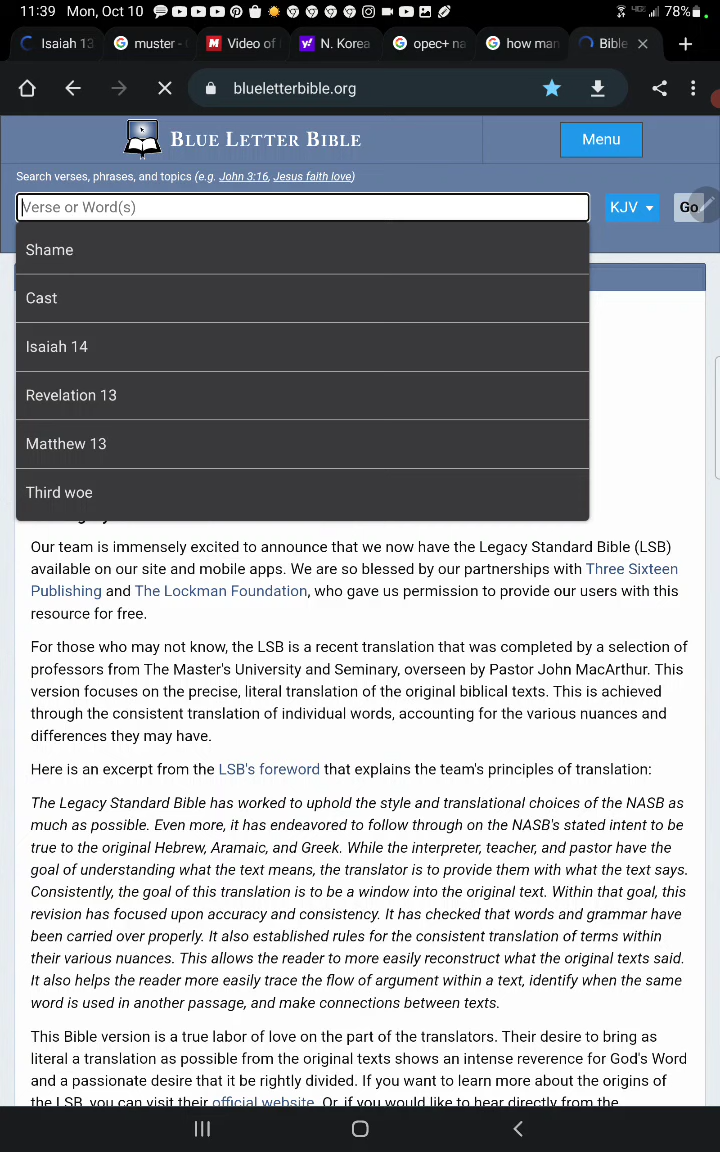 11:39 Mon, Oct 10 78%
Isaiah 13 muster - Video of N. Korea opec+ na how man Bible
blueletterbible.org
BLUE LETTER BIBLE Menu
Search verses, phrases, and topics (e.g. John 3:16, Jesus faith love)
Verse or Word(s) KJV Go
Shame
Cast
Isaiah 14
Revelation 13
Matthew 13
Third woe
Our team is immensely excited to announce that we now have the Legacy Standard Bible (LSB)
available on our site and mobile apps. We are so blessed by our partnerships with Three Sixteen
Publishing and The Lockman Foundation, who gave us permission to provide our users with this
resource for free.
For those who may not know, the LSB is a recent translation that was completed by a selection of
professors from The Master's University and Seminary, overseen by Pastor John MacArthur. This
version focuses on the precise, literal translation of the original biblical texts. This is achieved
through the consistent translation of individual words, accounting for the various nuances and
differences they may have.
Here is an excerpt from the LSB's foreword that explains the team's principles of translation:
The Legacy Standard Bible has worked to uphold the style and translational choices of the NASB as
much as possible. Even more, it has endeavored to follow through on the NASB's stated intent to be
true to the original Hebrew, Aramaic, and Greek. While the interpreter, teacher, and pastor have the
goal of understanding what the text means, the translator is to provide them with what the text says.
Consistently, the goal of this translation is to be a window into the original text. Within that goal, this
revision has focused upon accuracy and consistency. It has checked that words and grammar have
been carried over properly. It also established rules for the consistent translation of terms within
their various nuances. This allows the reader to more easily reconstruct what the original texts said.
It also helps the reader more easily trace the flow of argument within a text, identify when the same
word is used in another passage, and make connections between texts.
This Bible version is a true labor of love on the part of the translators. Their desire to bring as
literal a translation as possible from the original texts shows an intense reverence for God's Word
and a passionate desire that it be rightly divided. If you want to learn more about the origins of
the LSB, you can visit their official website. Or, if you would like to hear directly from the